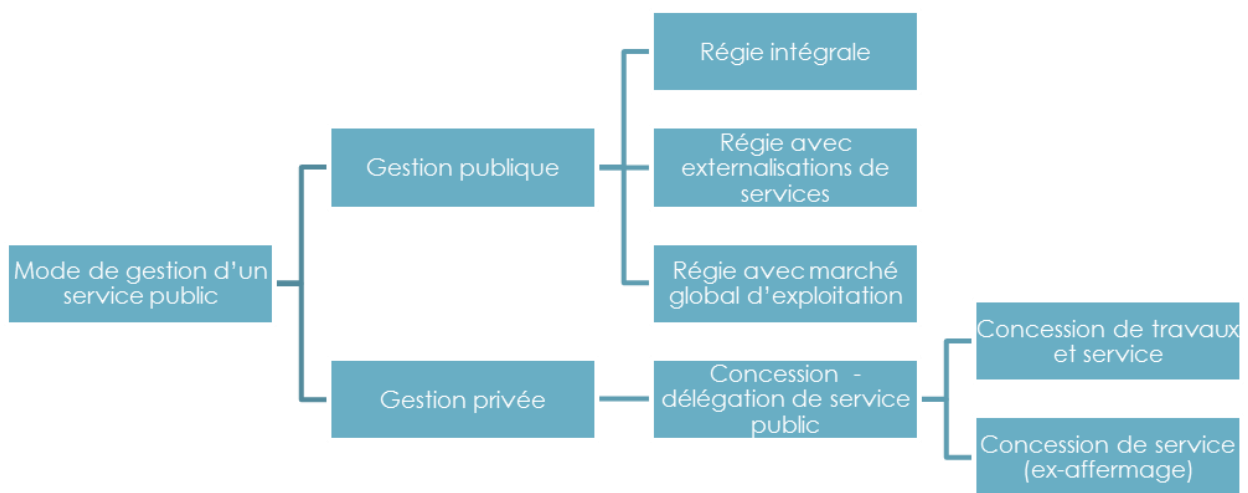 Mode de gestion d'un
service public
Gestion publique
Régie intégrale
Régie avec
externalisations de
services
Régie avec marché
global d'exploitation
Gestion privée
Concession -
délégation de service
public
Concession de travaux
et service
Concession de service
(ex-affermage)